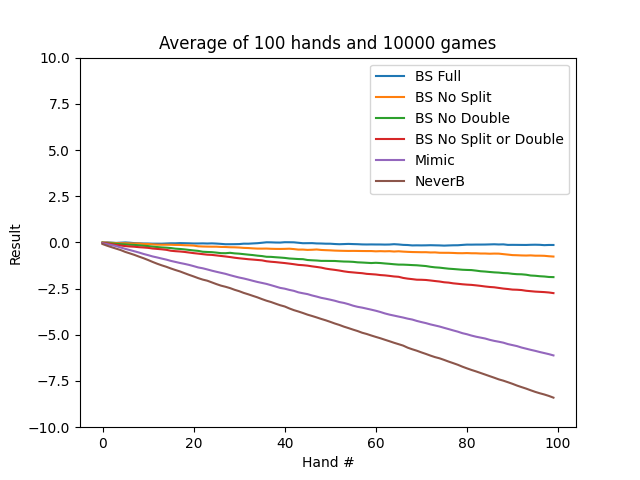 Average of 100 hands and 10000 games
10.0
7.5
5.0
2.5
0.0
−2.5
−5.0
−7.5
−10.0
Result
BS Full
BS No Split
BS No Double
BS No Split or Double
Mimic
NeverB
0 20 40 60 80 100
Hand #